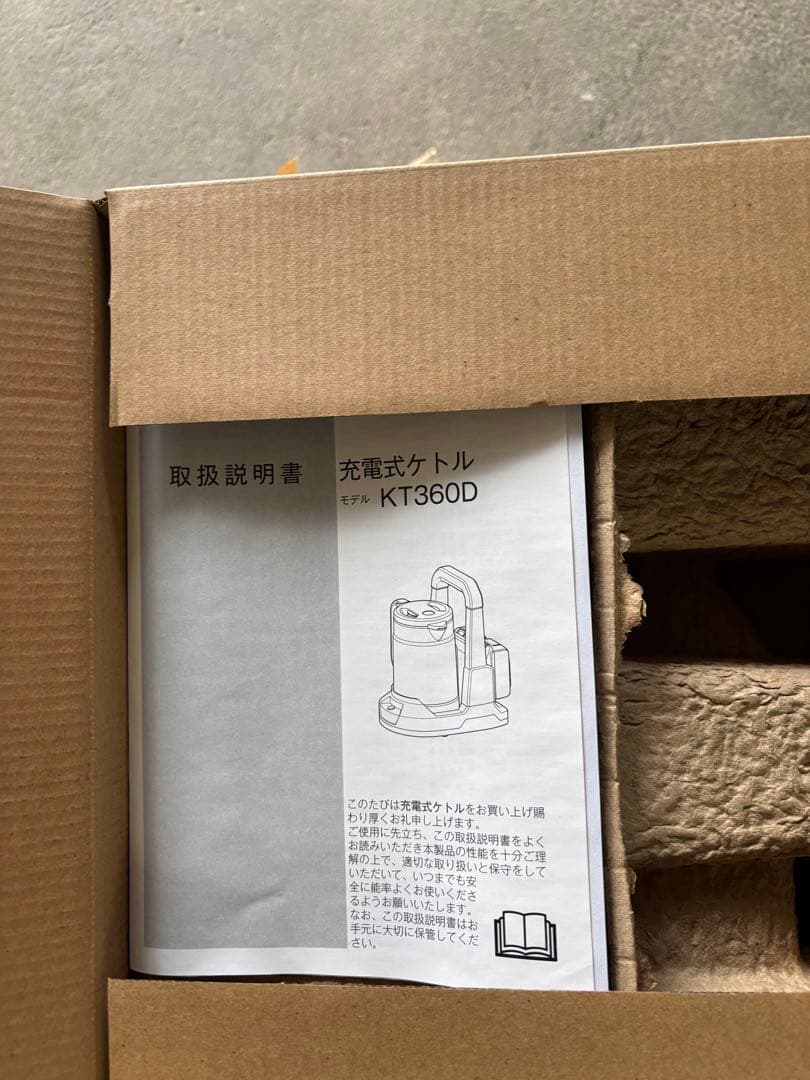 取扱説明書
充電式ケトル
モデル KT360D
このたびは充電式ケトルをお買い上げ賜
わり厚くお礼申し上げます。
ご使用に先立ち、この取扱説明書をよく
お読みいただき本製品の性能を十分ご理
解の上で、適切な取り扱いと保守をして
いただいて、いつまでも安
全に能率よくお使いくださ
るようお願いいたします。
なお、この取扱説明書はお
手元に大切に保管してくだ
さい。